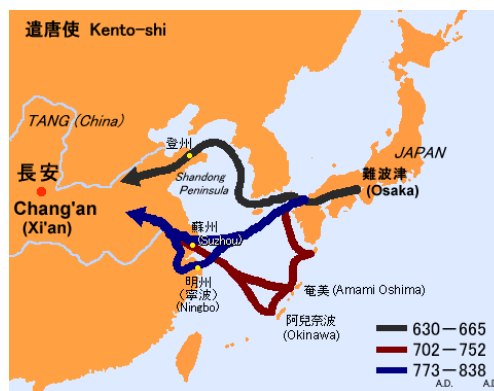 遣唐使 Kento-shi
TANG (China)
登州
JAPAN
長安
Shandong
Peninsula
難波津
(Osaka)
Chang'an
(Xi'an)
蘇州
(Suzhou)
明州
(寧波)
(Ningbo)
奄美 (Amami Oshima)
阿兒奈波
(Okinawa)
630－665
702－752
773－838
A.D. A.D